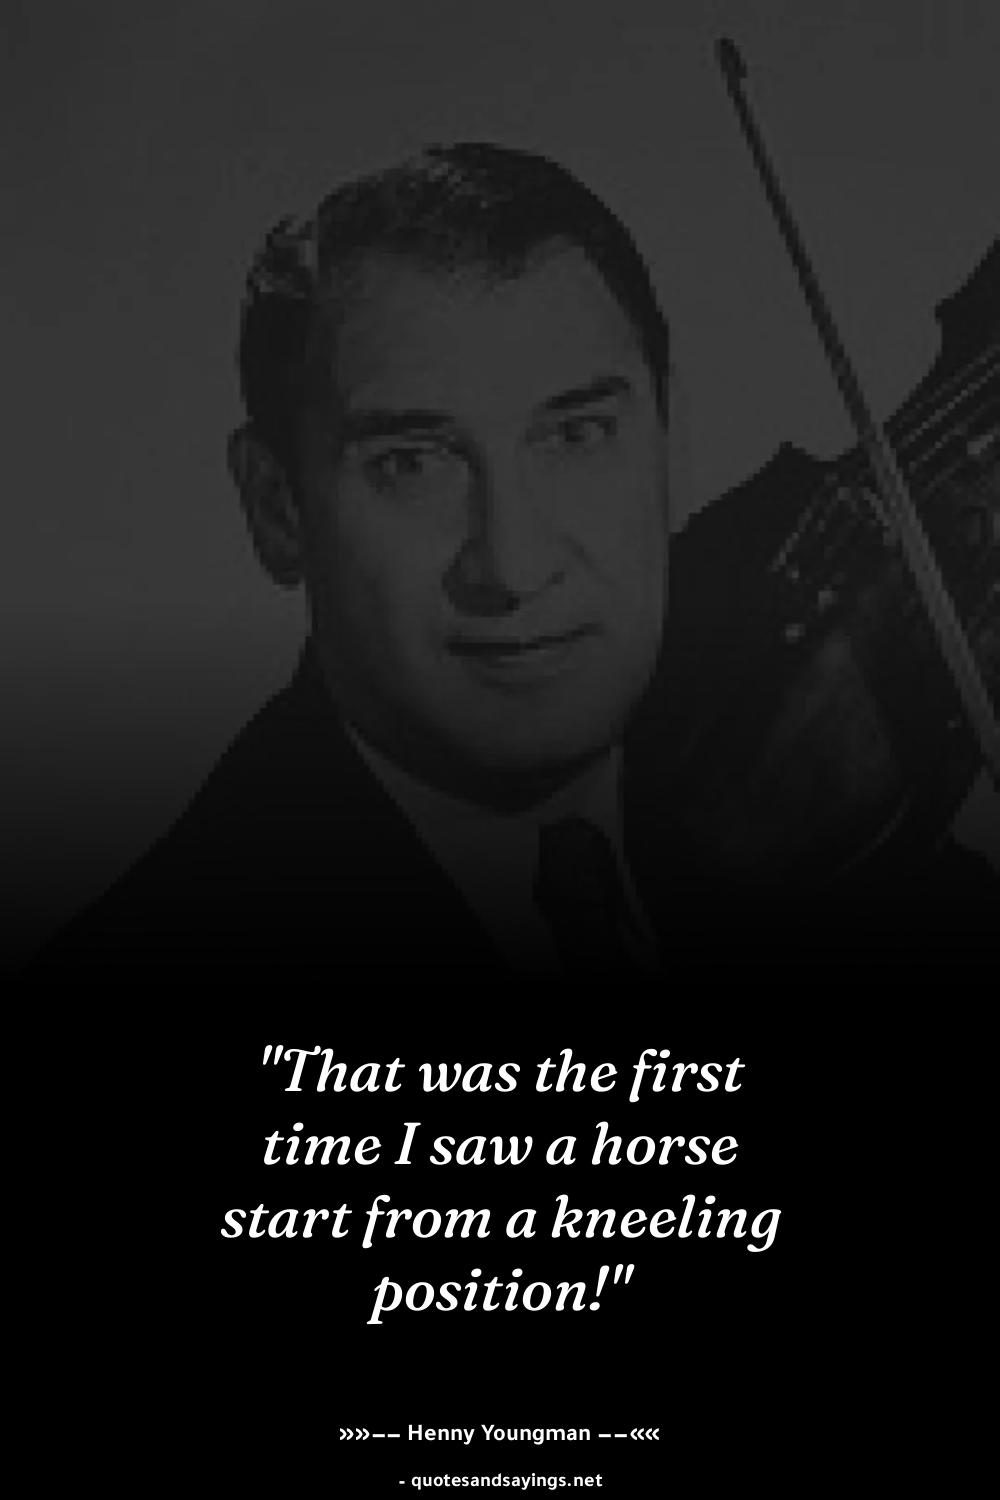 "That was the first
time I saw a horse
start from a kneeling
position!"
»»–– Henny Youngman ––««
- quotesandsayings.net